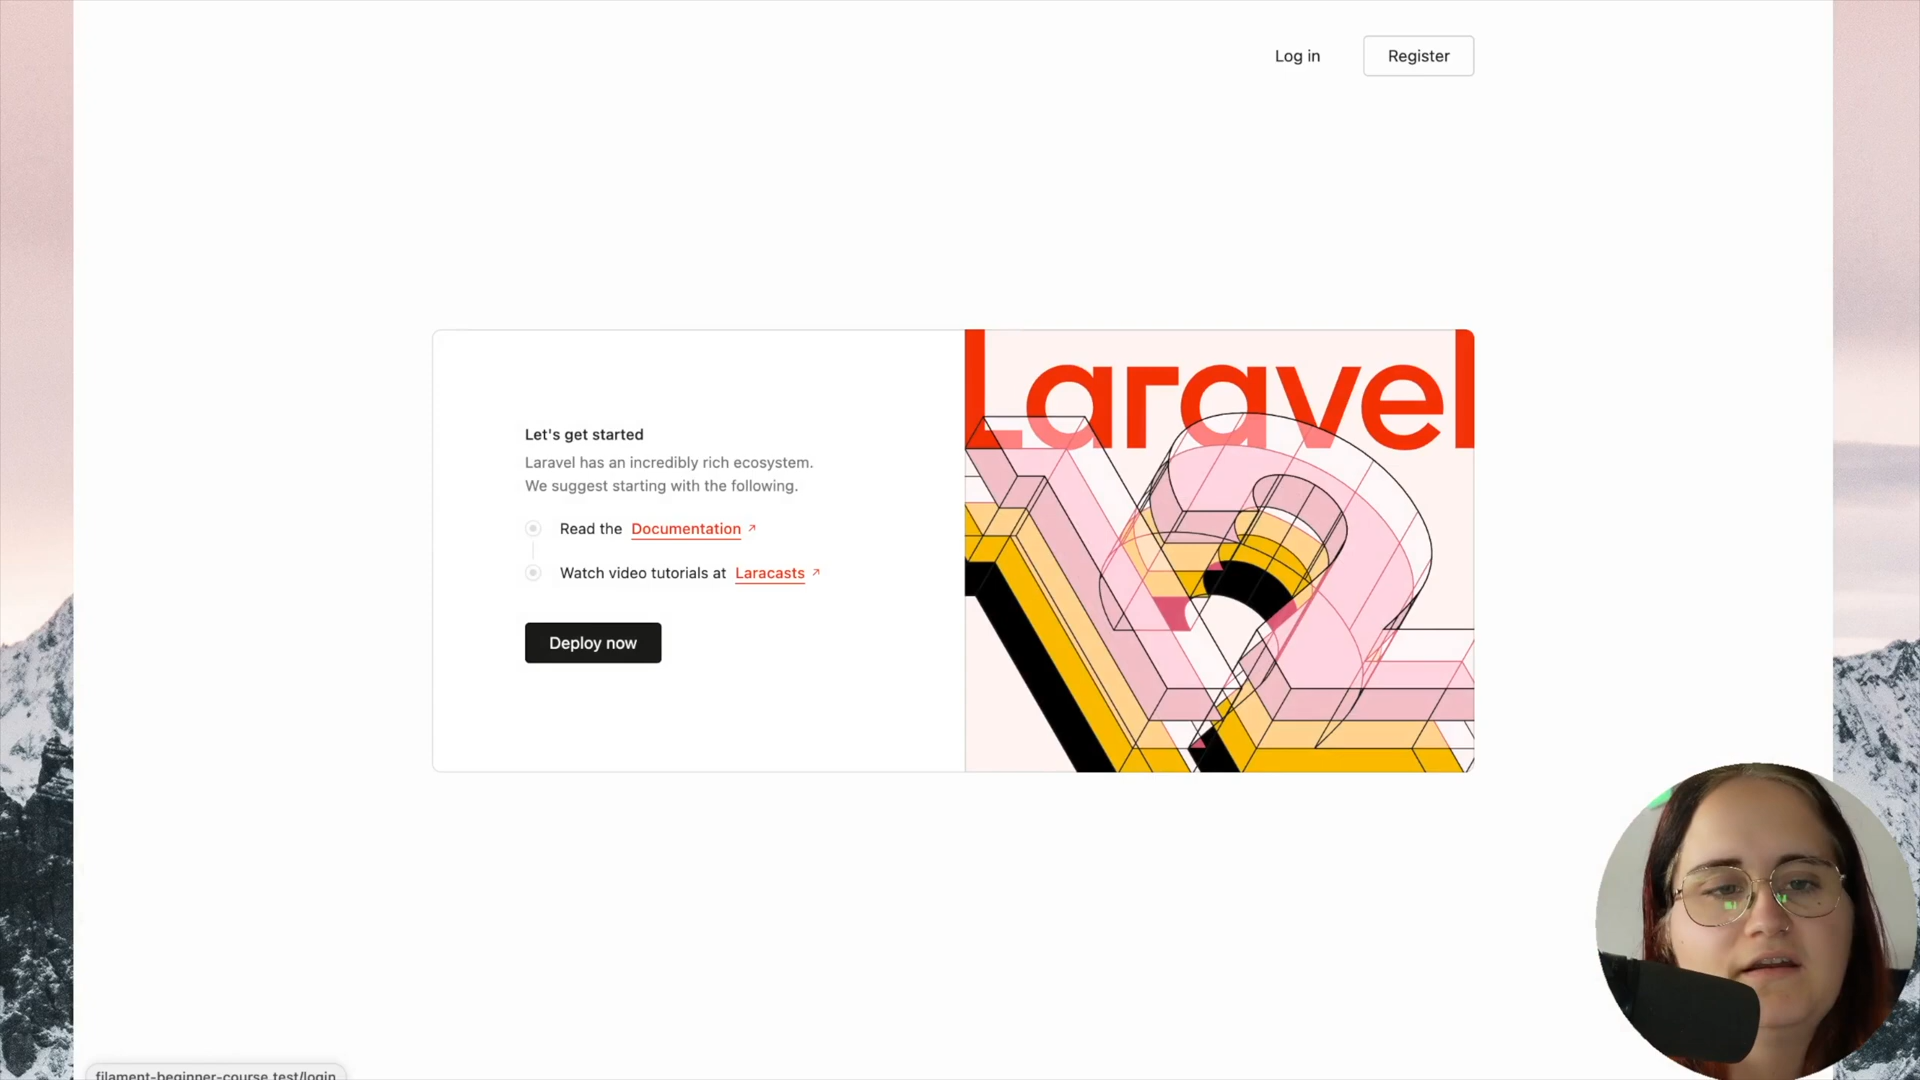 Log in
Register
Let's get started
Laravel has an incredibly rich ecosystem.
We suggest starting with the following.
Read the Documentation
Watch video tutorials at Laracasts
Deploy now
Laravel
filament-beginner-course.test/login